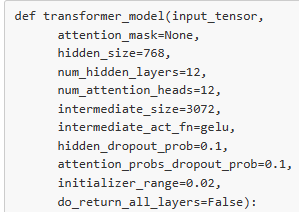 def transformer_model(input_tensor,
attention_mask=None,
hidden_size=768,
num_hidden_layers=12,
num_attention_heads=12,
intermediate_size=3072,
intermediate_act_fn=gelu,
hidden_dropout_prob=0.1,
attention_probs_dropout_prob=0.1,
initializer_range=0.02,
do_return_all_layers=False):